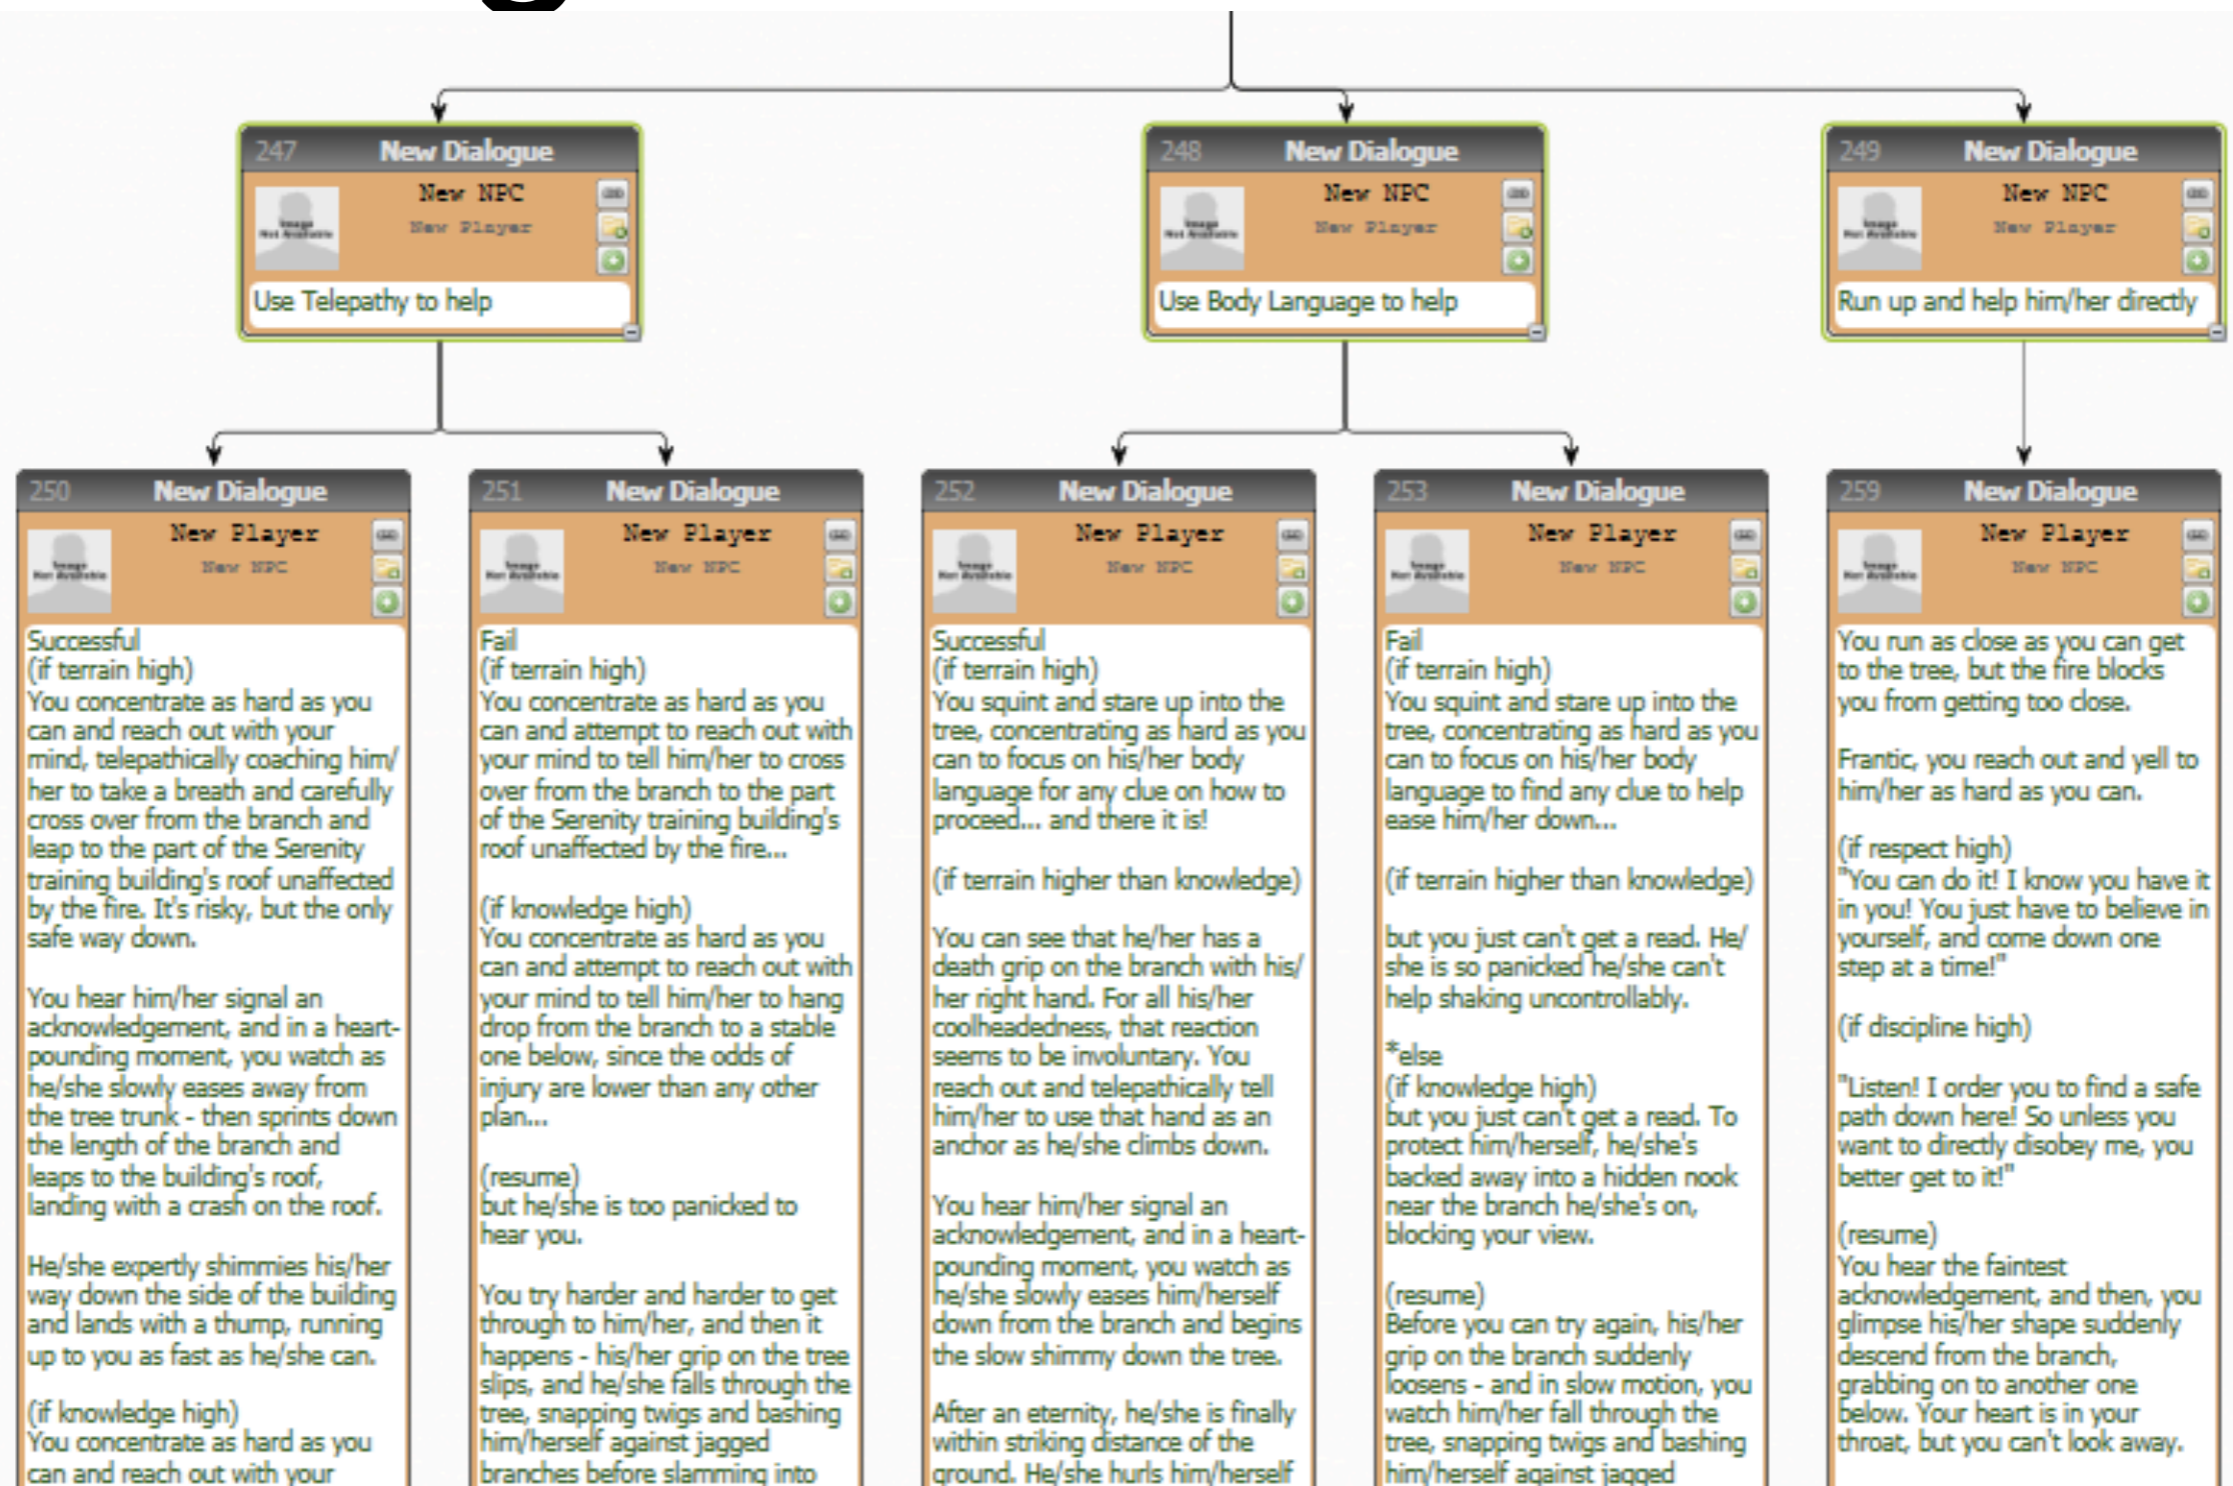 247 New Dialogue
New NPC
New Player
Image
Not Available
Use Telepathy to help
248 New Dialogue
New NPC
New Player
Image
Not Available
Use Body Language to help
249 New Dialogue
New NPC
New Player
Image
Not Available
Run up and help him/her directly
250 New Dialogue
New Player
New NPC
Image
Not Available
Successful
(if terrain high)
You concentrate as hard as you
can and reach out with your
mind, telepathically coaching him/
her to take a breath and carefully
cross over from the branch and
leap to the part of the Serenity
training building's roof unaffected
by the fire. It's risky, but the only
safe way down.
You hear him/her signal an
acknowledgement, and in a heart-
pounding moment, you watch as
he/she slowly eases away from
the tree trunk - then sprints down
the length of the branch and
leaps to the building's roof,
landing with a crash on the roof.
He/she expertly shimmies his/her
way down the side of the building
and lands with a thump, running
up to you as fast as he/she can.
(if knowledge high)
You concentrate as hard as you
can and reach out with your
251 New Dialogue
New Player
New NPC
Image
Not Available
Fail
(if terrain high)
You concentrate as hard as you
can and attempt to reach out with
your mind to tell him/her to cross
over from the branch to the part
of the Serenity training building's
roof unaffected by the fire...
(if knowledge high)
You concentrate as hard as you
can and attempt to reach out with
your mind to tell him/her to hang
drop from the branch to a stable
one below, since the odds of
injury are lower than any other
plan...
(resume)
but he/she is too panicked to
hear you.
You try harder and harder to get
through to him/her, and then it
happens - his/her grip on the tree
slips, and he/she falls through the
tree, snapping twigs and bashing
him/herself against jagged
branches before slamming into
252 New Dialogue
New Player
New NPC
Image
Not Available
Successful
(if terrain high)
You squint and stare up into the
tree, concentrating as hard as you
can to focus on his/her body
language for any clue on how to
proceed... and there it is!
(if terrain higher than knowledge)
You can see that he/her has a
death grip on the branch with his/
her right hand. For all his/her
coolheadedness, that reaction
seems to be involuntary. You
reach out and telepathically tell
him/her to use that hand as an
anchor as he/she climbs down.
You hear him/her signal an
acknowledgement, and in a heart-
pounding moment, you watch as
he/she slowly eases him/herself
down from the branch and begins
the slow shimmy down the tree.
After an eternity, he/she is finally
within striking distance of the
ground. He/she hurls him/herself
253 New Dialogue
New Player
New NPC
Image
Not Available
Fail
(if terrain high)
You squint and stare up into the
tree, concentrating as hard as you
can to focus on his/her body
language to find any clue to help
ease him/her down...
(if terrain higher than knowledge)
but you just can't get a read. He/
she is so panicked he/she can't
help shaking uncontrollably.
*else
(if knowledge high)
but you just can't get a read. To
protect him/herself, he/she's
backed away into a hidden nook
near the branch he/she's on,
blocking your view.
(resume)
Before you can try again, his/her
grip on the branch suddenly
loosens - and in slow motion, you
watch him/her fall through the
tree, snapping twigs and bashing
him/herself against jagged
259 New Dialogue
New Player
New NPC
Image
Not Available
You run as close as you can get
to the tree, but the fire blocks
you from getting too close.
Frantic, you reach out and yell to
him/her as hard as you can.
(if respect high)
"You can do it! I know you have it
in you! You just have to believe in
yourself, and come down one
step at a time!"
(if discipline high)
"Listen! I order you to find a safe
path down here! So unless you
want to directly disobey me, you
better get to it!"
(resume)
You hear the faintest
acknowledgement, and then, you
glimpse his/her shape suddenly
descend from the branch,
grabbing on to another one
below. Your heart is in your
throat, but you can't look away.